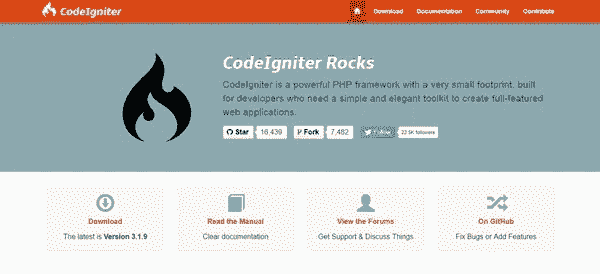 CodeIgniter
Download Documentation Community Contribute
CodeIgniter Rocks
CodeIgniter is a powerful PHP framework with a very small footprint, built
for developers who need a simple and elegant toolkit to create full-featured
web applications.
Star 16,439 Fork 7,482 followers
Download
The latest is Version 3.1.9
Read the Manual
Clear documentation
View the Forums
Get Support & Discuss Things
On GitHub
Fix Bugs or Add Features